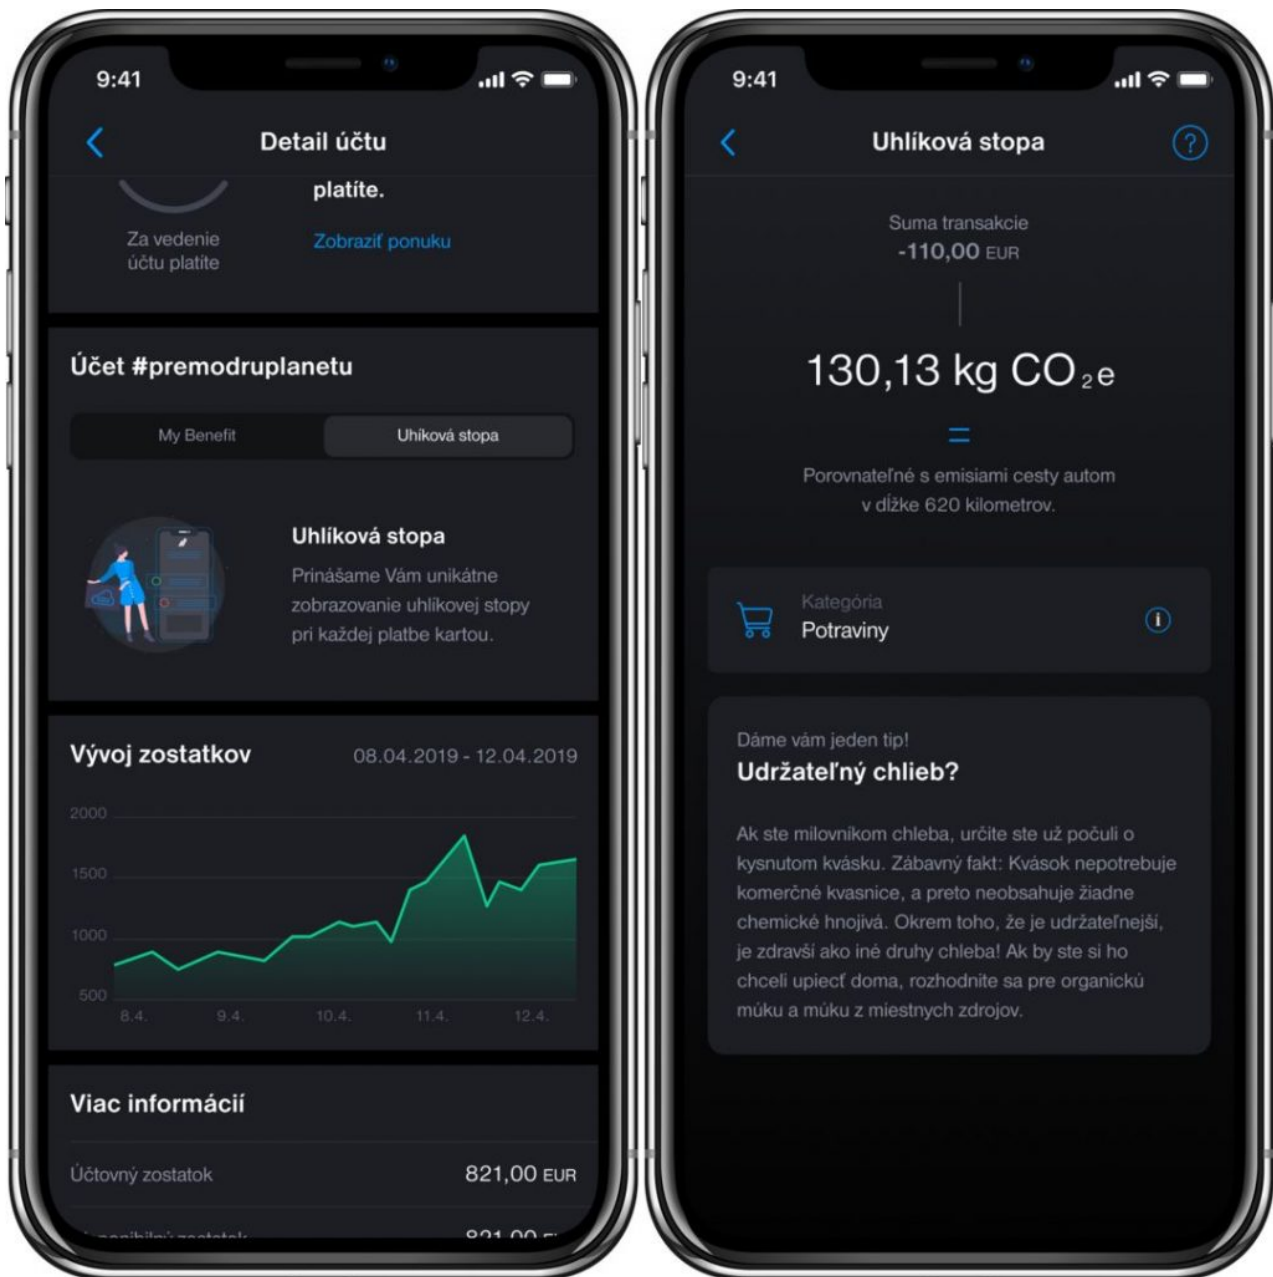 9:41
Detail účtu
platíte.
Za vedenie
účtu platíte
Zobraziť ponuku
Účet #premodruplanetu
My Benefit
Uhíková stopa
Uhlíková stopa
Prinášame Vám unikátne
zobrazovanie uhlíkovej stopy
pri každej platbe kartou.
Vývoj zostatkov
08.04.2019 - 12.04.2019
2000
1500
1000
500
8.4.
9.4.
10.4.
11.4.
12.4.
Viac informácií
Účtovný zostatok
821,00 EUR
9:41
Uhlíková stopa
Suma transakcie
-110,00 EUR
130,13 kg CO₂e
=
Porovnateľné s emisiami cesty autom
v dĺžke 620 kilometrov.
Kategória
Potraviny
Dáme vám jeden tip!
Udržateľný chlieb?
Ak ste milovníkom chleba, určite ste už počuli o
kysnutom kvásku. Zábavný fakt: Kvások nepotrebuje
komerčné kvasnice, a preto neobsahuje žiadne
chemické hnojivá. Okrem toho, že je udržateľnejší,
je zdravší ako iné druhy chleba! Ak by ste si ho
chceli upiecť doma, rozhodnite sa pre organickú
múku a múku z miestnych zdrojov.